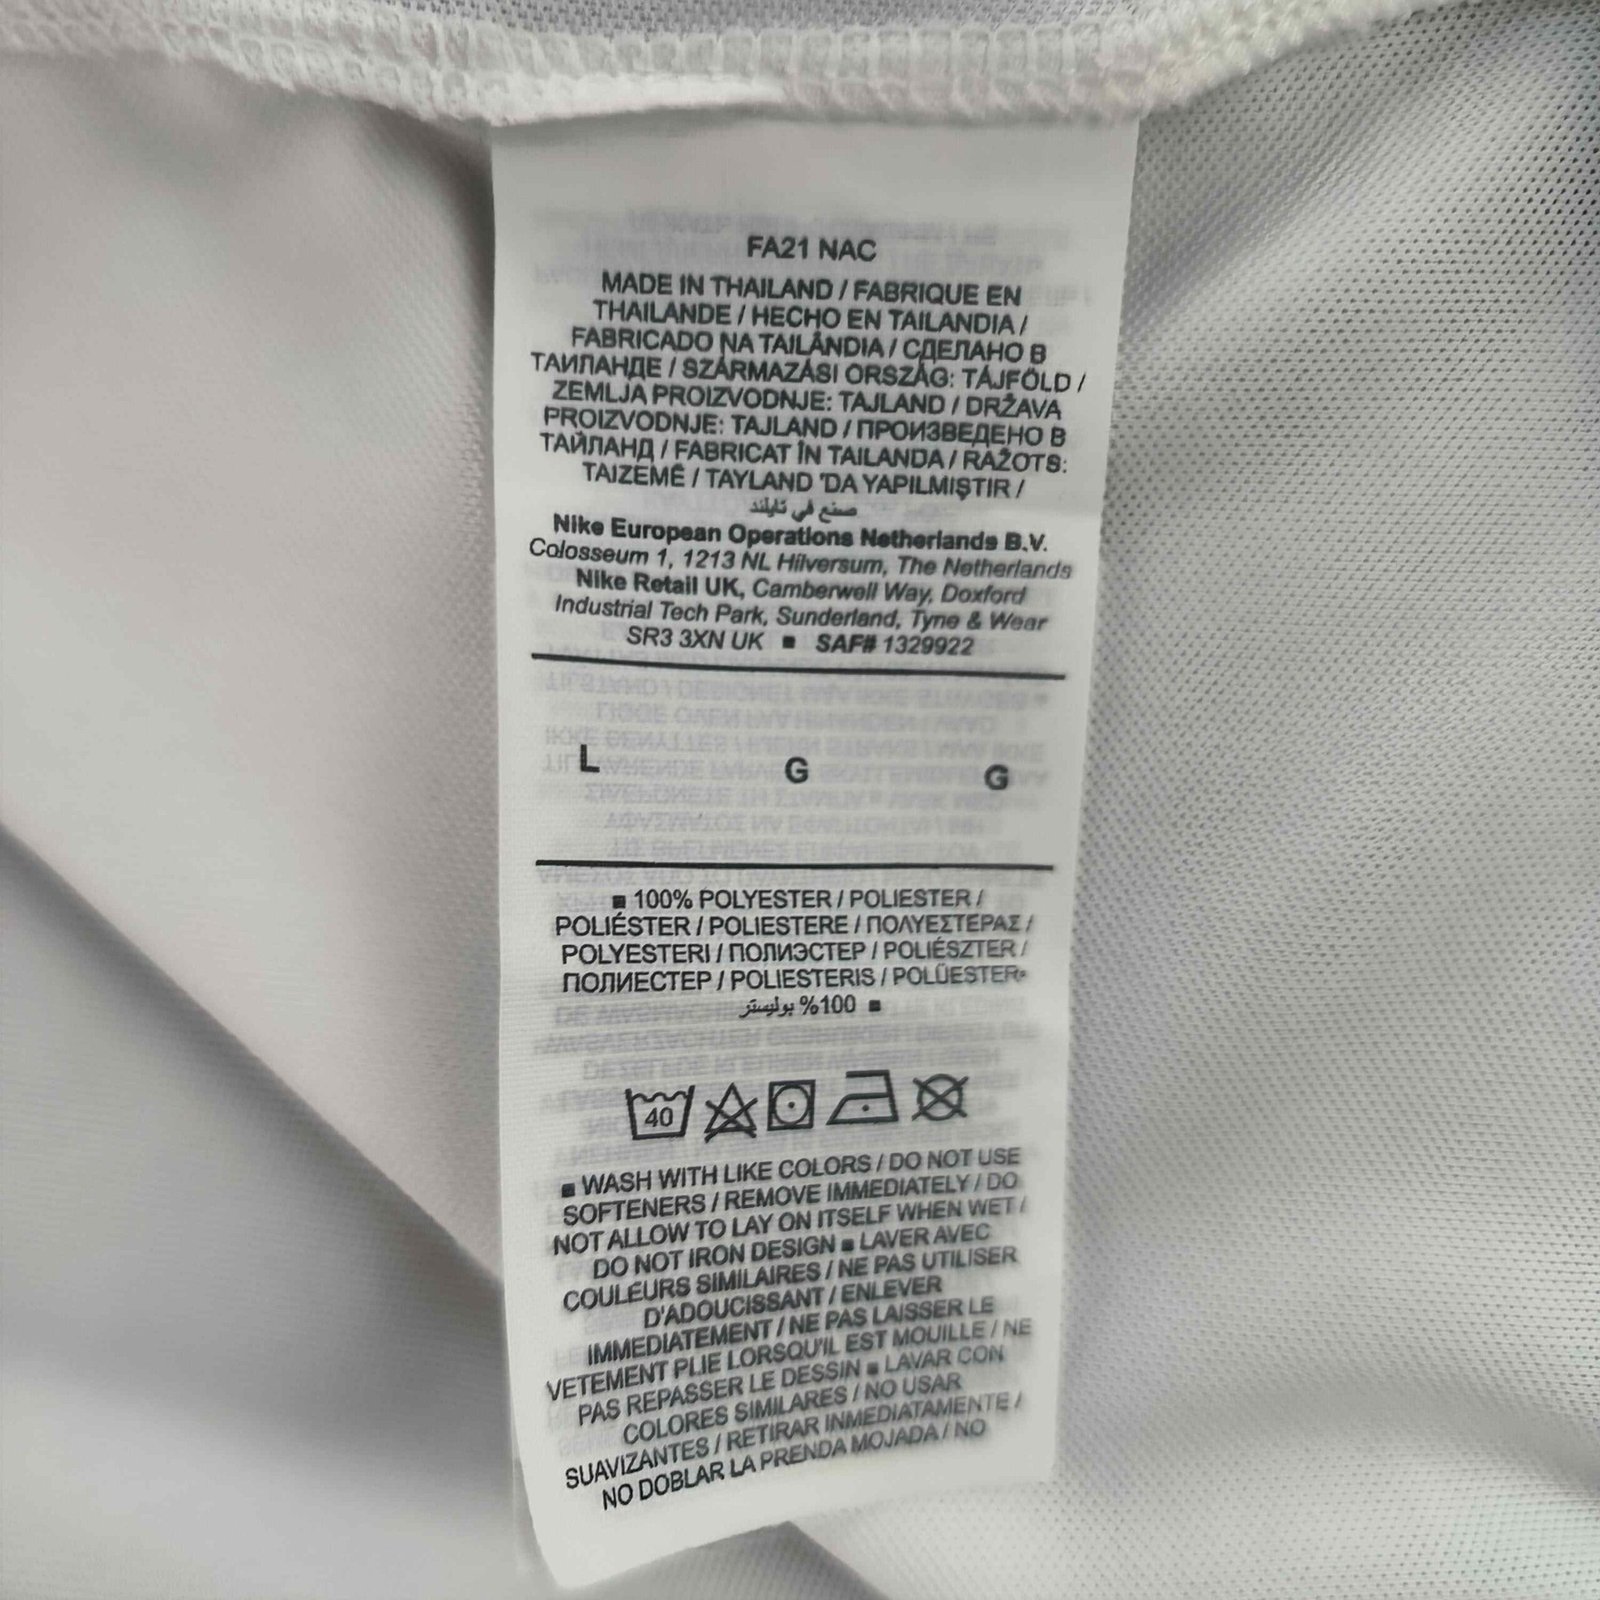 FA21 NAC
MADE IN THAILAND / FABRIQUE EN
THAILANDE / HECHO EN TAILANDIA /
FABRICADO NA TAILÂNDIA / СДЕЛАНО В
ТАИЛАНДЕ / SZÁRMAZÁSI ORSZÁG: TÁJFÖLD /
ZEMLJA PROIZVODNJE: TAJLAND / DRŽAVA
PROIZVODNJE: TAJLAND / ПРОИЗВЕДЕНО В
ТАЙЛАНД / FABRICAT ÎN TAILANDA / RAŽOTS:
TAIZEMĒ / TAYLAND 'DA YAPILMIŞTIR /
صنع في تايلند
Nike European Operations Netherlands B.V.
Colosseum 1, 1213 NL Hilversum, The Netherlands
Nike Retail UK, Camberwell Way, Doxford
Industrial Tech Park, Sunderland, Tyne & Wear
SR3 3XN UK ■ SAF# 1329922
L G G
■ 100% POLYESTER / POLIESTER /
POLIÉSTER / POLIESTERE / ΠΟΛΥΕΣΤΕΡΑΣ /
POLYESTERI / ПОЛИЭСТЕР / POLIÉSZTER /
ПОЛИЕСТЕР / POLIESTERIS / POLÜESTER
100% بوليستر ■
40
■ WASH WITH LIKE COLORS / DO NOT USE
SOFTENERS / REMOVE IMMEDIATELY / DO
NOT ALLOW TO LAY ON ITSELF WHEN WET /
DO NOT IRON DESIGN ■ LAVER AVEC
COULEURS SIMILAIRES / NE PAS UTILISER
D'ADOUCISSANT / ENLEVER
IMMEDIATEMENT / NE PAS LAISSER LE
VETEMENT PLIE LORSQU'IL EST MOUILLE / NE
PAS REPASSER LE DESSIN ■ LAVAR CON
COLORES SIMILARES / NO USAR
SUAVIZANTES / RETIRAR INMEDIATAMENTE /
NO DOBLAR LA PRENDA MOJADA / NO